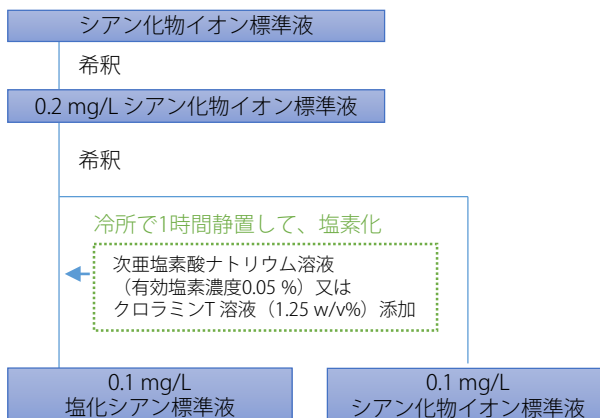 シアン化物イオン標準液
希釈
0.2 mg/L シアン化物イオン標準液
希釈
冷所で1時間静置して、塩素化
次亜塩素酸ナトリウム溶液
（有効塩素濃度0.05 %）又は
クロラミンT 溶液（1.25 w/v%）添加
0.1 mg/L
塩化シアン標準液
0.1 mg/L
シアン化物イオン標準液